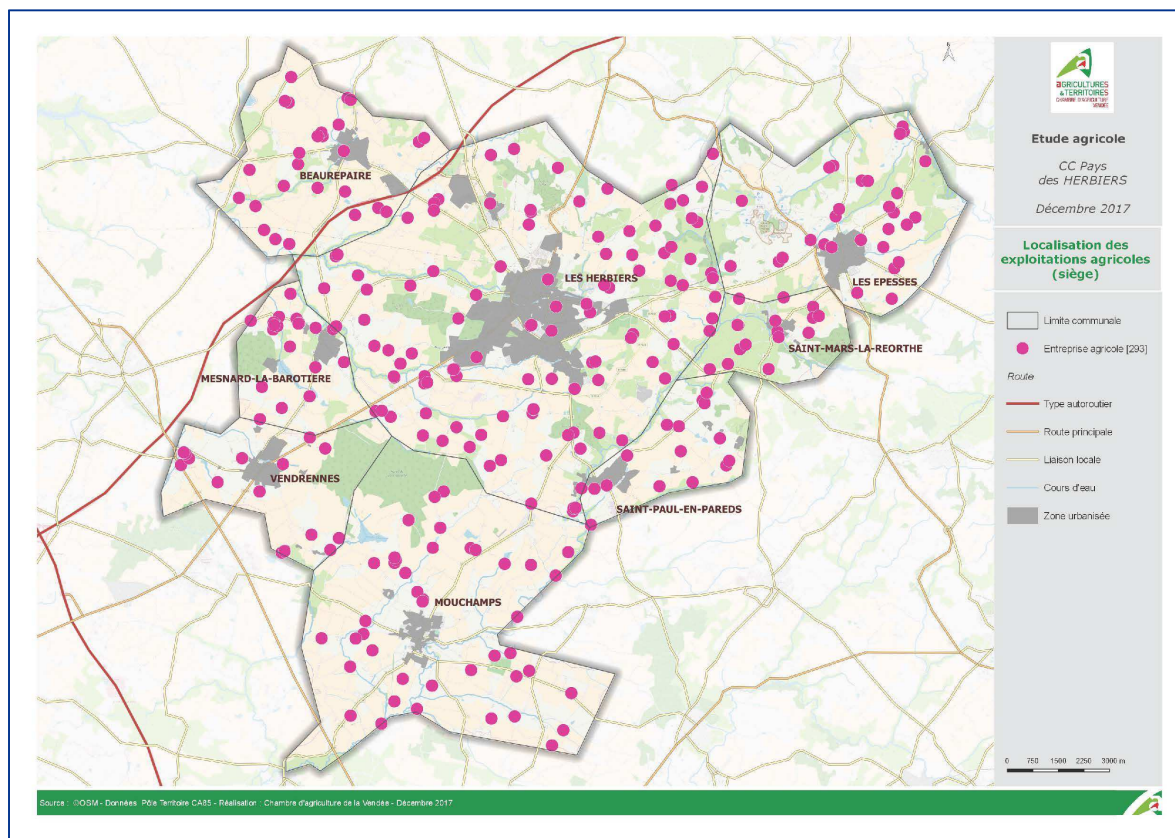 aGRICULTURES
& TERRITOIRES
CHAMBRE D'AGRICULTURE
VENDÉE
Etude agricole
CC Pays
des HERBIERS
Décembre 2017
Localisation des
exploitations agricoles
(siège)
Limite communale
Entreprise agricole [293]
Route
Type autoroutier
Route principale
Liaison locale
Cours d'eau
Zone urbanisée
0 750 1500 2250 3000 m
BEAUREPAIRE
LES HERBIERS
LES EPESSES
SAINT-MARS-LA-REORTHE
MESNARD-LA-BAROTIERE
VENDRENNES
SAINT-PAUL-EN-PAREDS
MOUCHAMPS
Source : ©OSM - Données Pôle Territoire CA85 - Réalisation : Chambre d'agriculture de la Vendée - Décembre 2017